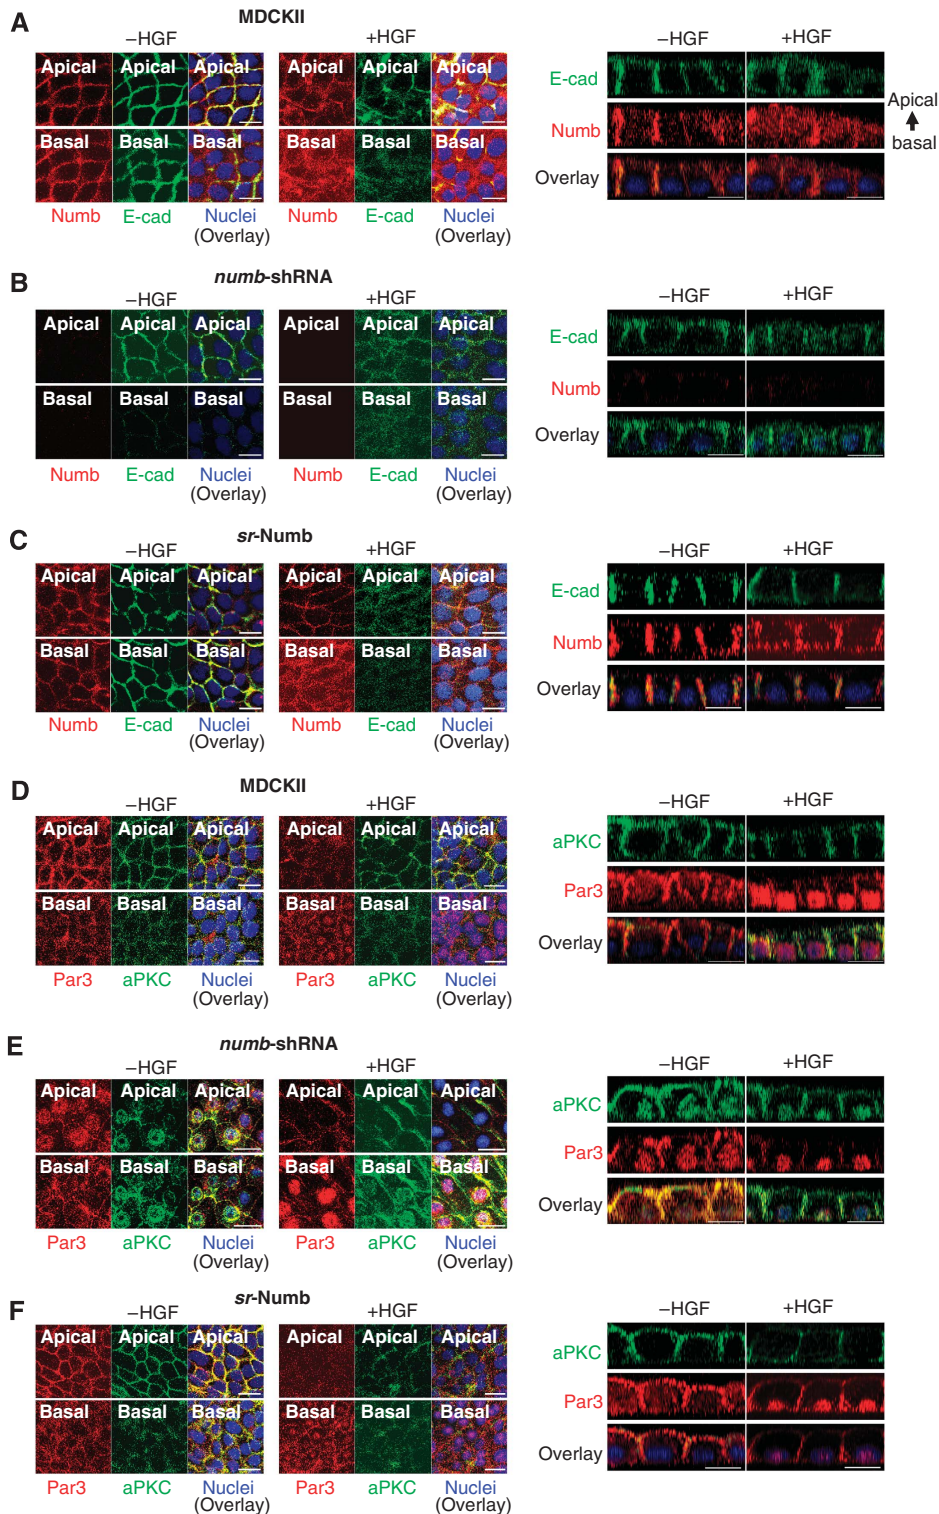 A
MDCKII
–HGF
+HGF
Apical Apical Apical Apical Apical Apical
Basal Basal Basal Basal Basal Basal
Numb E-cad Nuclei (Overlay) Numb E-cad Nuclei (Overlay)
–HGF +HGF
E-cad
Numb
Overlay
Apical
basal
B
numb-shRNA
–HGF
+HGF
Apical Apical Apical Apical Apical Apical
Basal Basal Basal Basal Basal Basal
Numb E-cad Nuclei (Overlay) Numb E-cad Nuclei (Overlay)
–HGF +HGF
E-cad
Numb
Overlay
C
sr-Numb
–HGF
+HGF
Apical Apical Apical Apical Apical Apical
Basal Basal Basal Basal Basal Basal
Numb E-cad Nuclei (Overlay) Numb E-cad Nuclei (Overlay)
–HGF +HGF
E-cad
Numb
Overlay
D
MDCKII
–HGF
+HGF
Apical Apical Apical Apical Apical Apical
Basal Basal Basal Basal Basal Basal
Par3 aPKC Nuclei (Overlay) Par3 aPKC Nuclei (Overlay)
–HGF +HGF
aPKC
Par3
Overlay
E
numb-shRNA
–HGF
+HGF
Apical Apical Apical Apical Apical Apical
Basal Basal Basal Basal Basal Basal
Par3 aPKC Nuclei (Overlay) Par3 aPKC Nuclei (Overlay)
–HGF +HGF
aPKC
Par3
Overlay
F
sr-Numb
–HGF
+HGF
Apical Apical Apical Apical Apical Apical
Basal Basal Basal Basal Basal Basal
Par3 aPKC Nuclei (Overlay) Par3 aPKC Nuclei (Overlay)
–HGF +HGF
aPKC
Par3
Overlay